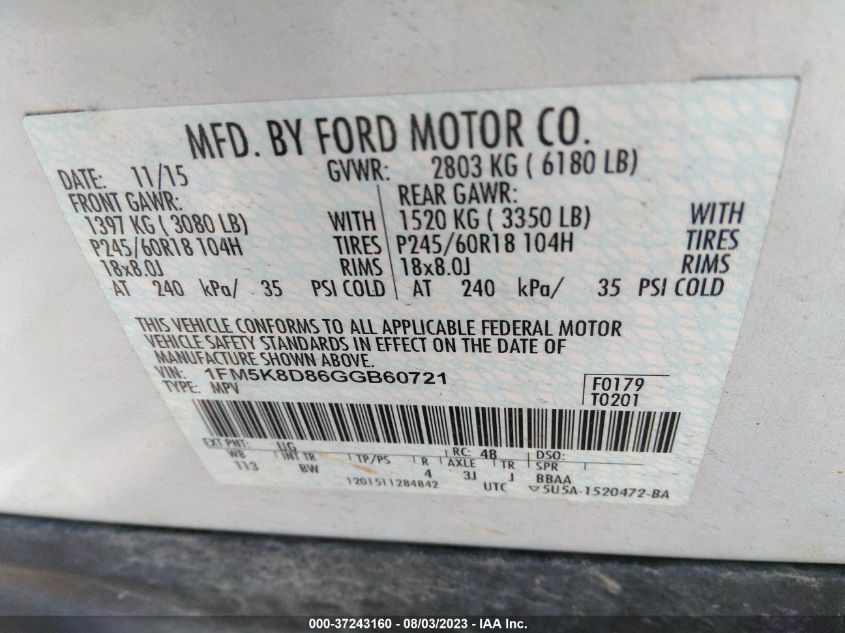 MFD. BY FORD MOTOR CO.
DATE: 11/15 GVWR: 2803 KG ( 6180 LB)
FRONT GAWR: REAR GAWR:
1397 KG ( 3080 LB) WITH 1520 KG ( 3350 LB) WITH
P245/60R18 104H TIRES P245/60R18 104H TIRES
18x8.0J RIMS 18x8.0J RIMS
AT 240 kPa/ 35 PSI COLD AT 240 kPa/ 35 PSI COLD
THIS VEHICLE CONFORMS TO ALL APPLICABLE FEDERAL MOTOR
VEHICLE SAFETY STANDARDS IN EFFECT ON THE DATE OF
MANUFACTURE SHOWN ABOVE.
VIN: 1FM5K8D86GGB60721
TYPE: MPV
F0179
T0201
EXT PNT: UG RC: 48 DSO:
WB INT TR TP/PS R AXLE TR SPR
113 BW 4 3J J BBAA
1201511284842 UTC 5U5A-1520472-BA
000-37243160 - 08/03/2023 - 1IAA, Inc.